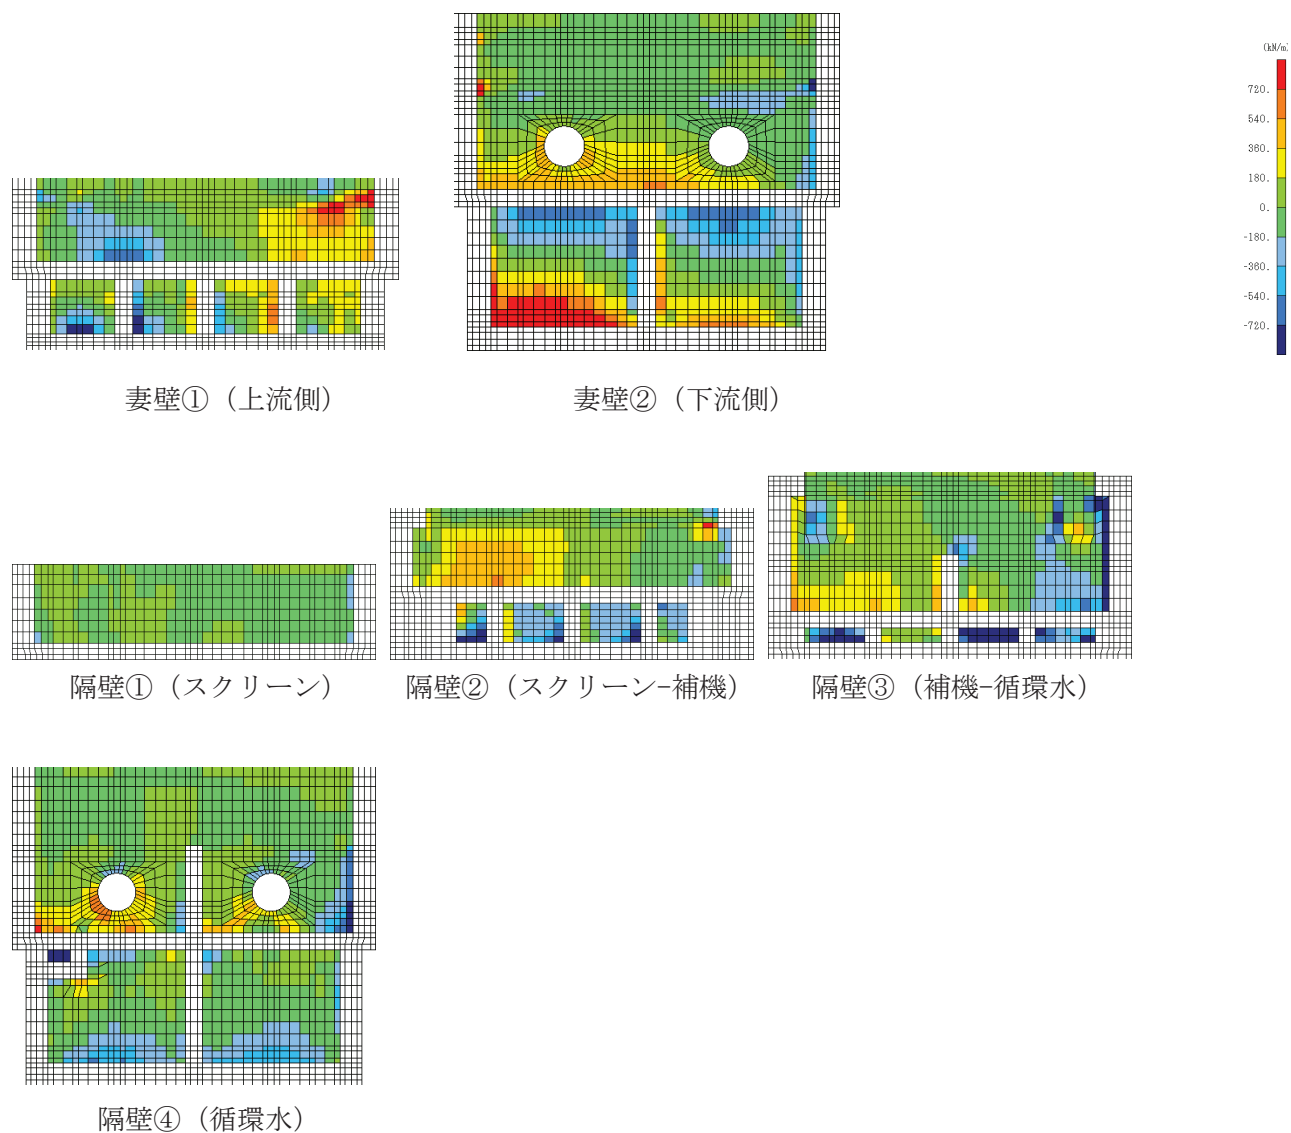 (kN/m)
720.
540.
360.
180.
0.
-180.
-360.
-540.
-720.
妻壁①（上流側）
妻壁②（下流側）
隔壁①（スクリーン）
隔壁②（スクリーン-補機）
隔壁③（補機-循環水）
隔壁④（循環水）